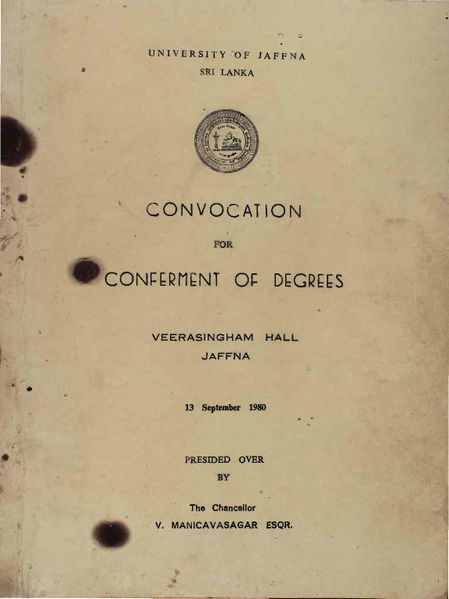 UNIVERSITY OF JAFFNA
SRI LANKA
CONVOCATION
FOR
CONFERMENT OF DEGREES
VEERASINGHAM HALL
JAFFNA
13 September 1980
PRESIDED OVER
BY
The Chancellor
V. MANICAVASAGAR ESQR.